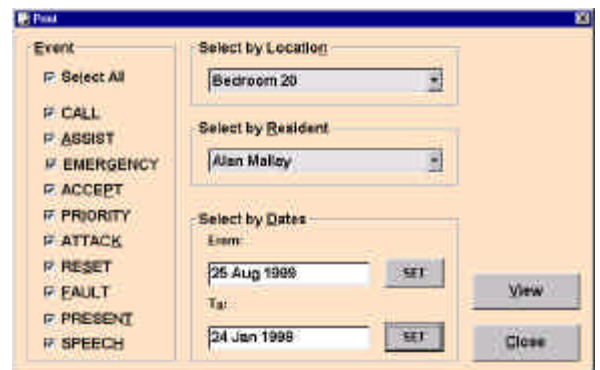 Print
Event
Select All
CALL
ASSIST
EMERGENCY
ACCEPT
PRIORITY
ATTACK
RESET
FAULT
PRESENT
SPEECH
Select by Location
Bedroom 20
Select by Resident
Alan Malley
Select by Dates
From:
25 Aug 1999
SET
To:
24 Jan 1999
SET
View
Close